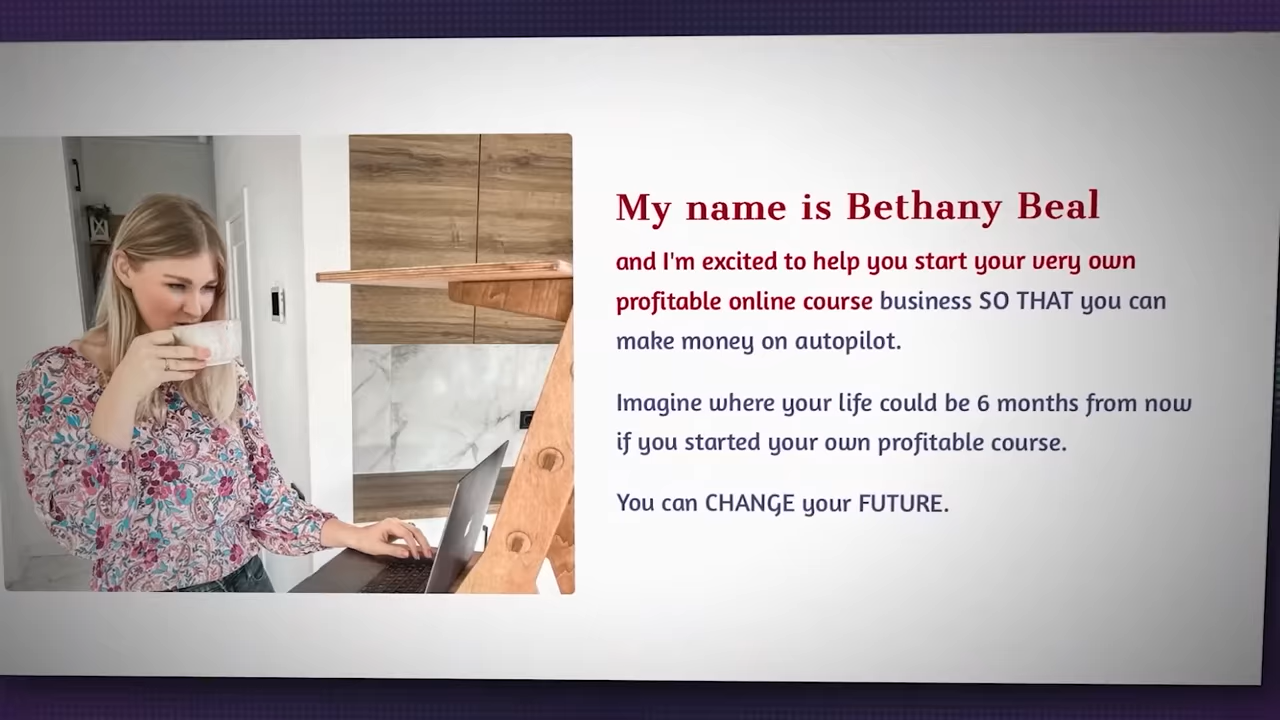 My name is Bethany Beal
and I'm excited to help you start your very own
profitable online course business SO THAT you can
make money on autopilot.
Imagine where your life could be 6 months from now
if you started your own profitable course.
You can CHANGE your FUTURE.